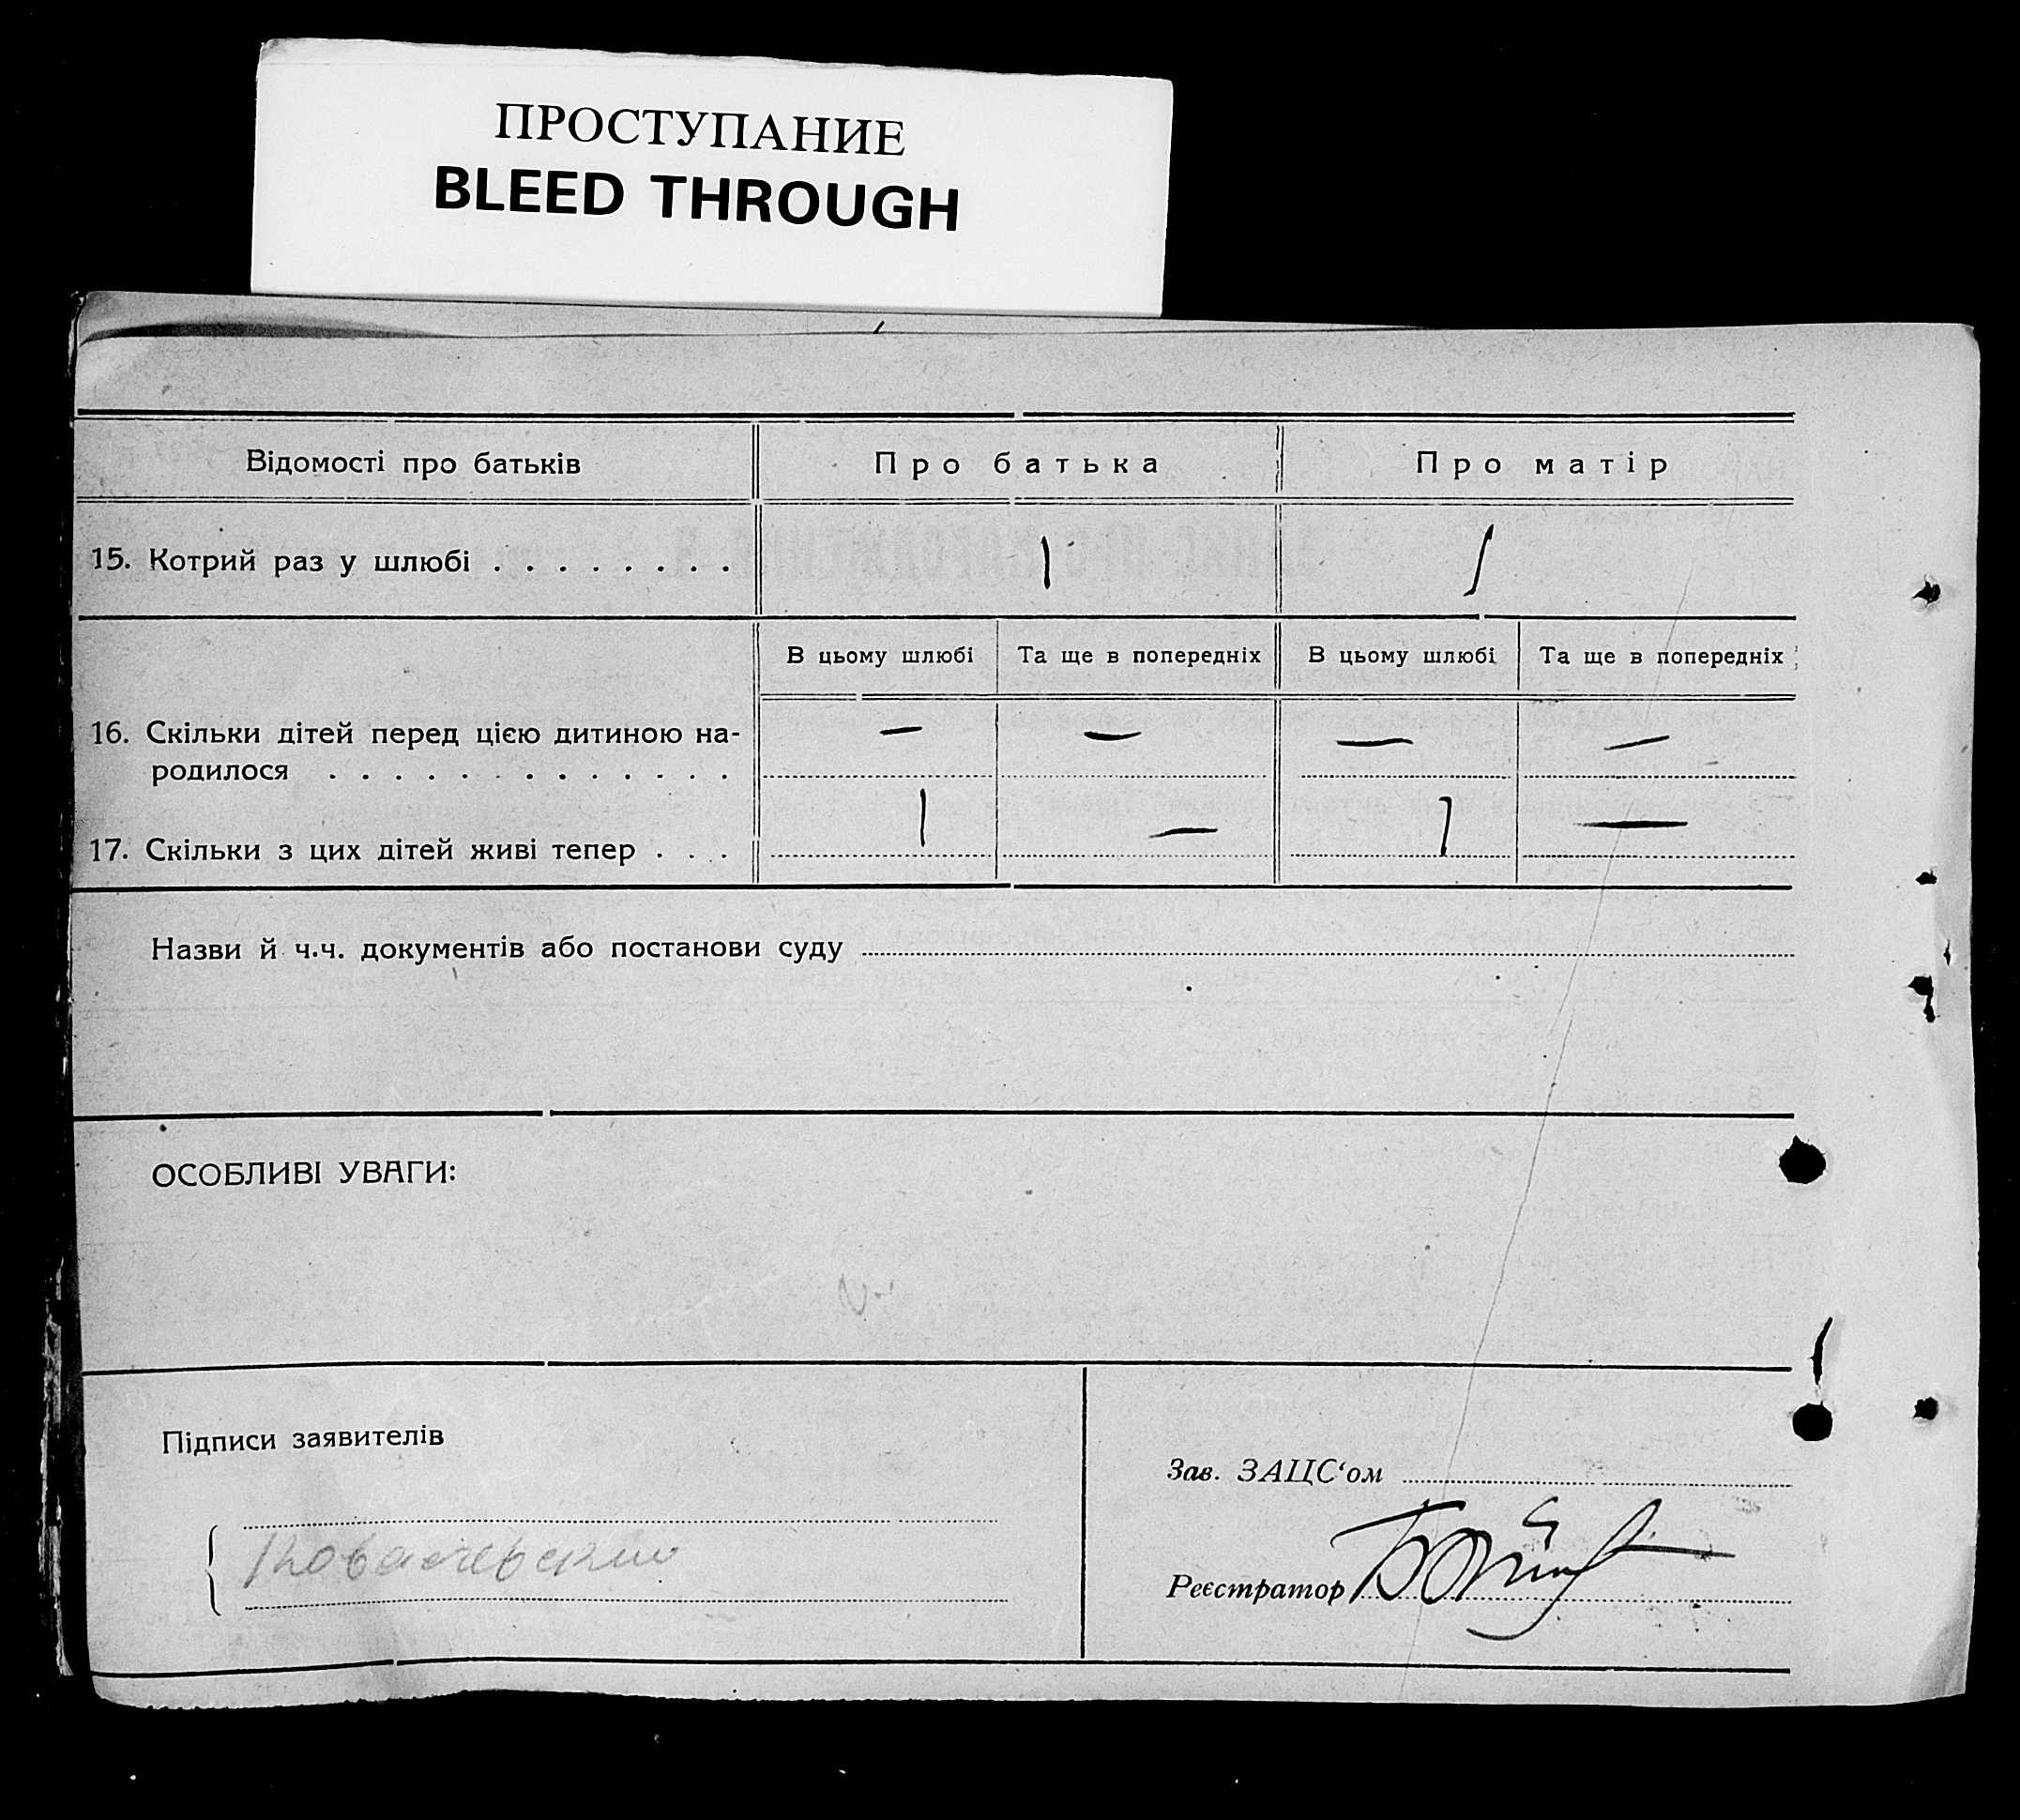 ПРОСТУПАНИЕ
BLEED THROUGH
Відомості про батьків Про батька Про матір
15. Котрий раз у шлюбі . . . . . . . . 1 1
В цьому шлюбі Та ще в попередніх В цьому шлюбі Та ще в попередніх
16. Скільки дітей перед цією дитиною на- — — — —
родилося . . . . . . . . . . . . .
17. Скільки з цих дітей живі тепер . . . 1 — 1 —
Назви й ч.ч. документів або постанови суду
ОСОБЛИВІ УВАГИ:
Підписи заявителів
Зав. ЗАЦС‘ом
Ковалевский
Реєстратор